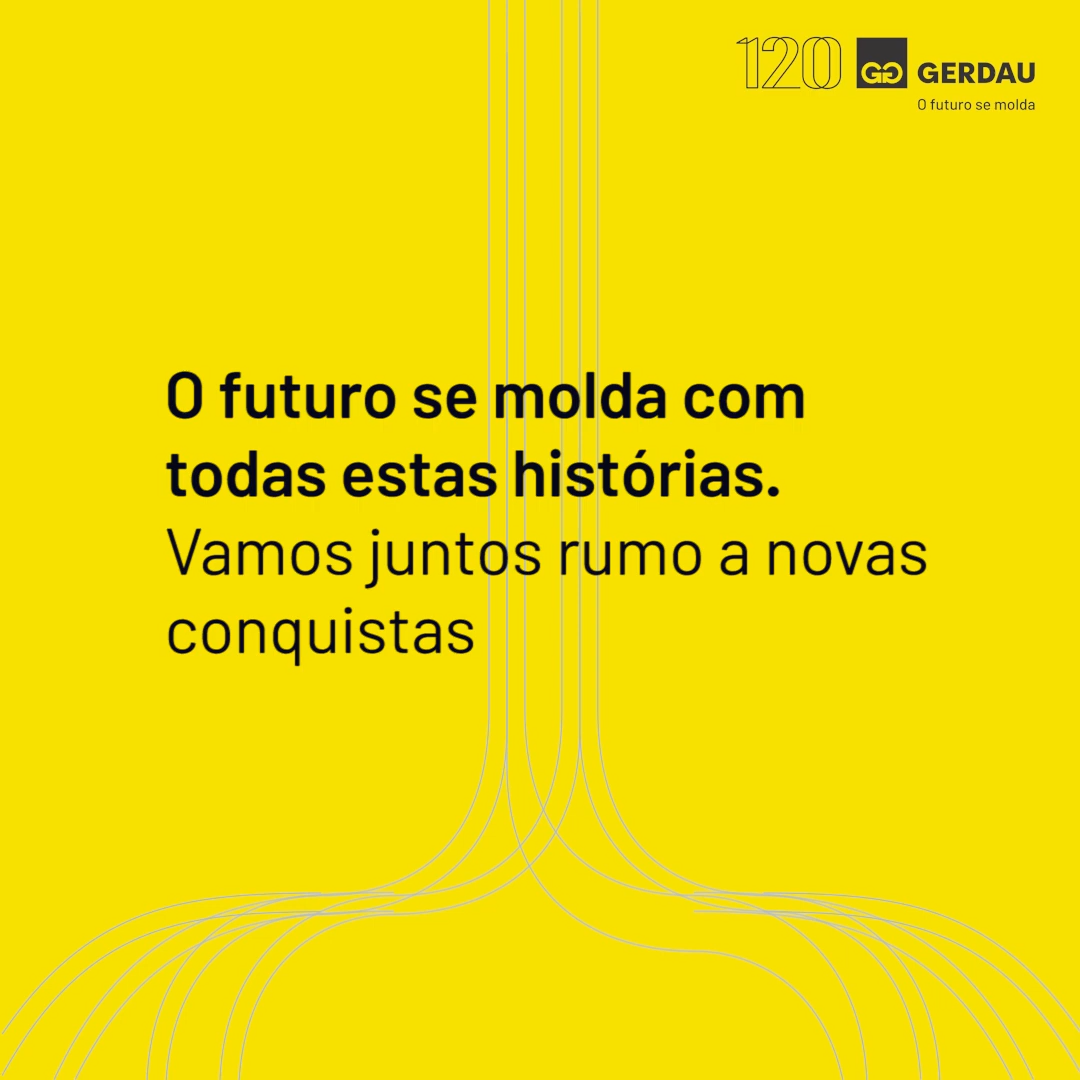 120 GERDAU
O futuro se molda
O futuro se molda com
todas estas histórias.
Vamos juntos rumo a novas
conquistas